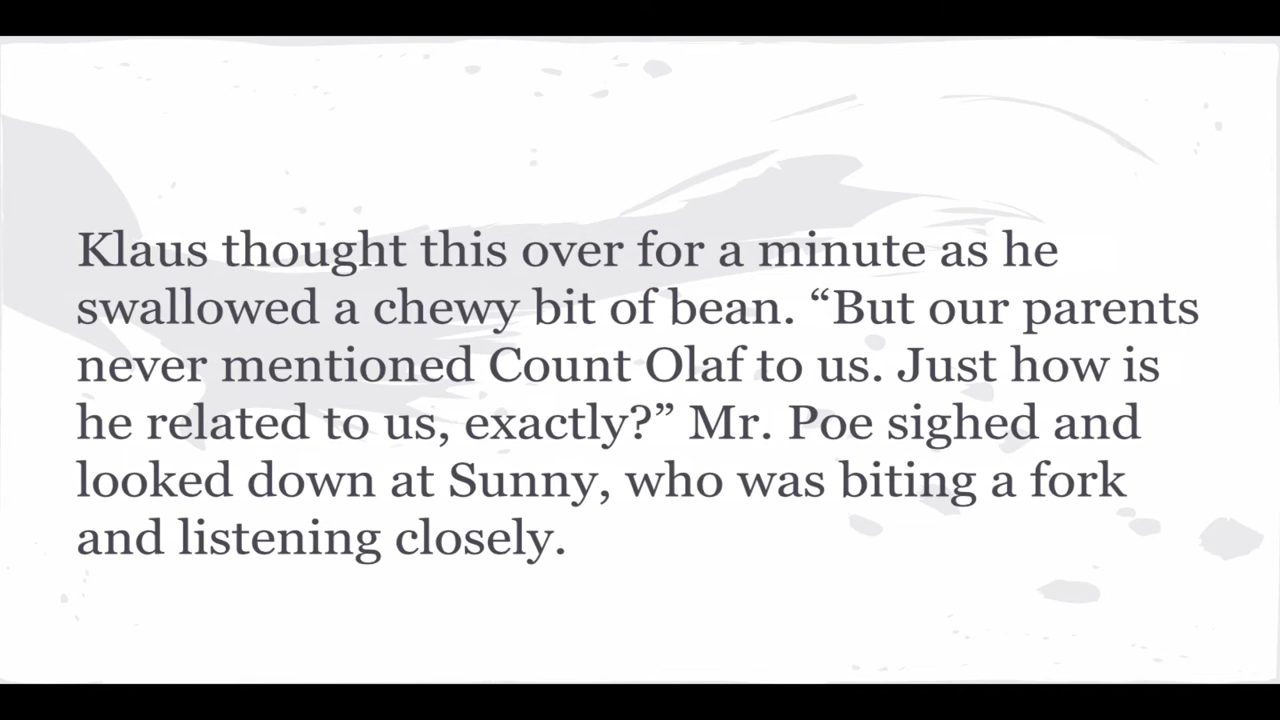 Klaus thought this over for a minute as he
swallowed a chewy bit of bean. “But our parents
never mentioned Count Olaf to us. Just how is
he related to us, exactly?” Mr. Poe sighed and
looked down at Sunny, who was biting a fork
and listening closely.